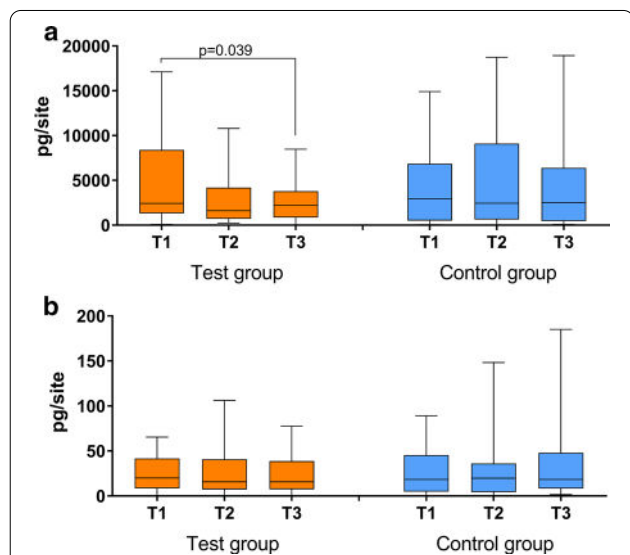 a
p=0.039
pg/site
20000
15000
10000
5000
0
T1 T2 T3 T1 T2 T3
Test group Control group
b
pg/site
200
150
100
50
0
T1 T2 T3 T1 T2 T3
Test group Control group